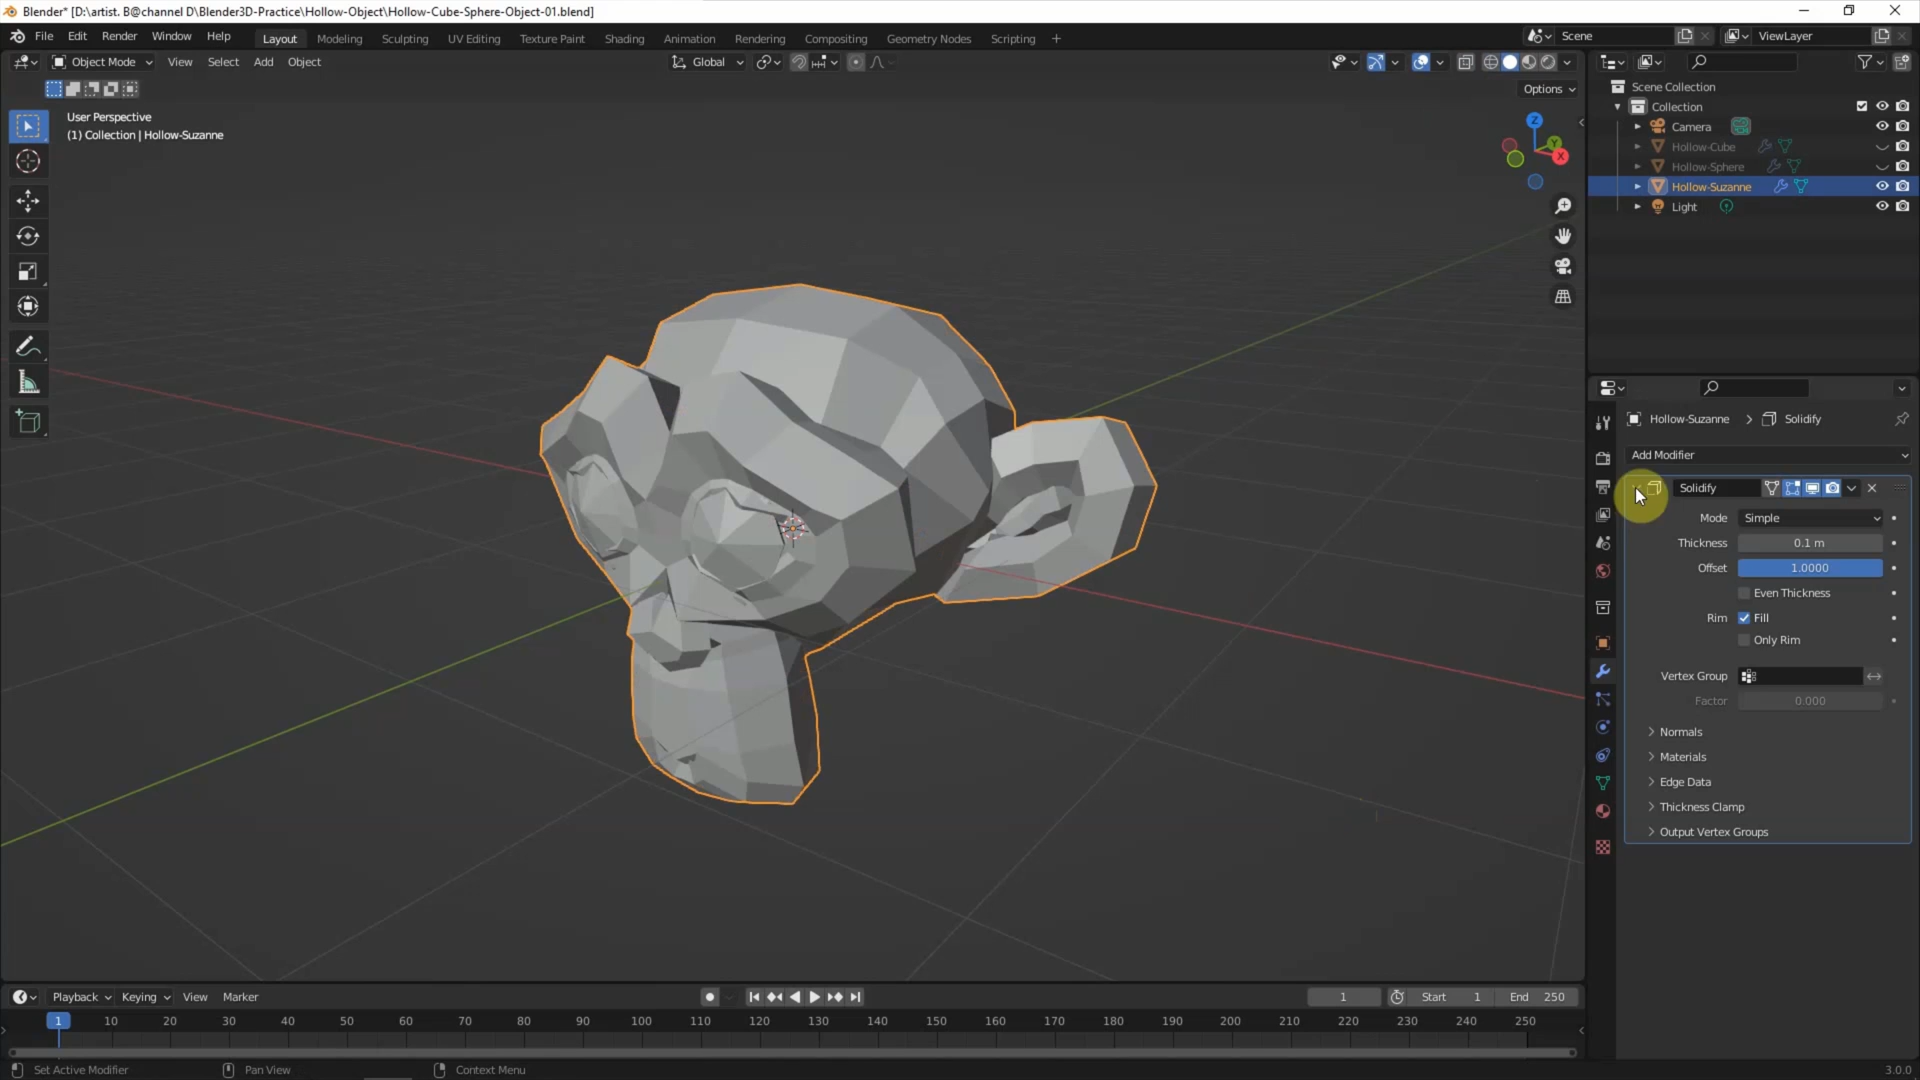 Blender* [D:\artist. B@channel D\Blender3D-Practice\Hollow-Object\Hollow-Cube-Sphere-Object-01.blend]
File Edit Render Window Help Layout Modeling Sculpting UV Editing Texture Paint Shading Animation Rendering Compositing Geometry Nodes Scripting + Scene ViewLayer
Object Mode View Select Add Object Global
Options
User Perspective
(1) Collection | Hollow-Suzanne
Z
Y
X
Scene Collection
Collection
Camera
Hollow-Cube
Hollow-Sphere
Hollow-Suzanne
Light
Hollow-Suzanne > Solidify
Add Modifier
Solidify
Mode Simple
Thickness 0.1 m
Offset 1.0000
Even Thickness
Rim Fill
Only Rim
Vertex Group
Factor 0.000
Normals
Materials
Edge Data
Thickness Clamp
Output Vertex Groups
Playback Keying View Marker 1 Start 1 End 250
1 10 20 30 40 50 60 70 80 90 100 110 120 130 140 150 160 170 180 190 200 210 220 230 240 250
Set Active Modifier Pan View Context Menu 3.0.0